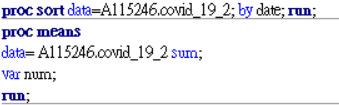 proc sort data=A115246.covid_19_2; by date; run;
proc means
data= A115246.covid_19_2 sum;
var num;
run;